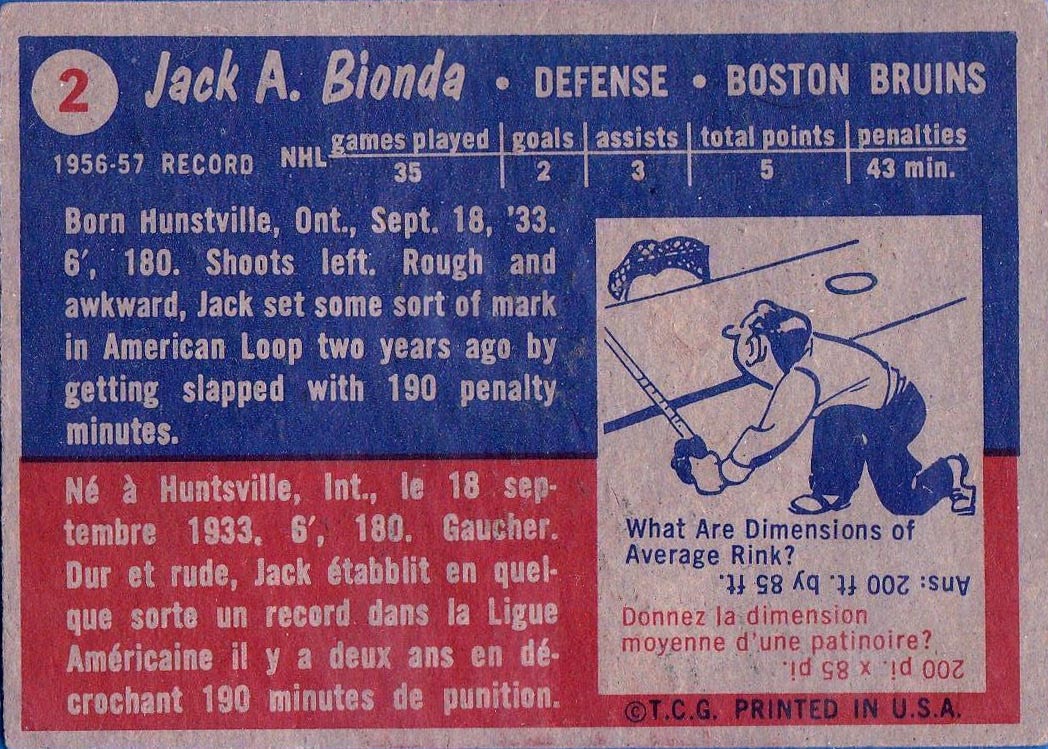 2 Jack A. Bionda • DEFENSE • BOSTON BRUINS
1956-57 RECORD NHL games played goals assists total points penalties
35 2 3 5 43 min.
Born Hunstville, Ont., Sept. 18, '33.
6', 180. Shoots left. Rough and
awkward, Jack set some sort of mark
in American Loop two years ago by
getting slapped with 190 penalty
minutes.
Né à Huntsville, Int., le 18 sep-
tembre 1933. 6', 180. Gaucher.
Dur et rude, Jack étabblit en quel-
que sorte un record dans la Ligue
Américaine il y a deux ans en dé-
crochant 190 minutes de punition.
What Are Dimensions of
Average Rink?
Ans: 200 ft. by 85 ft.
Donnez la dimension
moyenne d'une patinoire?
200 pi. x 85 pi.
©T.C.G. PRINTED IN U.S.A.